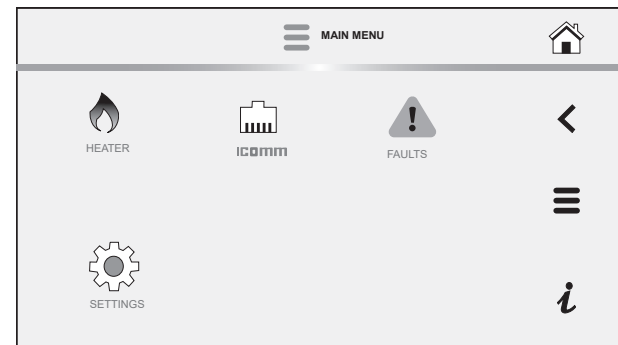 MAIN MENU
HEATER
ICOMM
FAULTS
SETTINGS
i